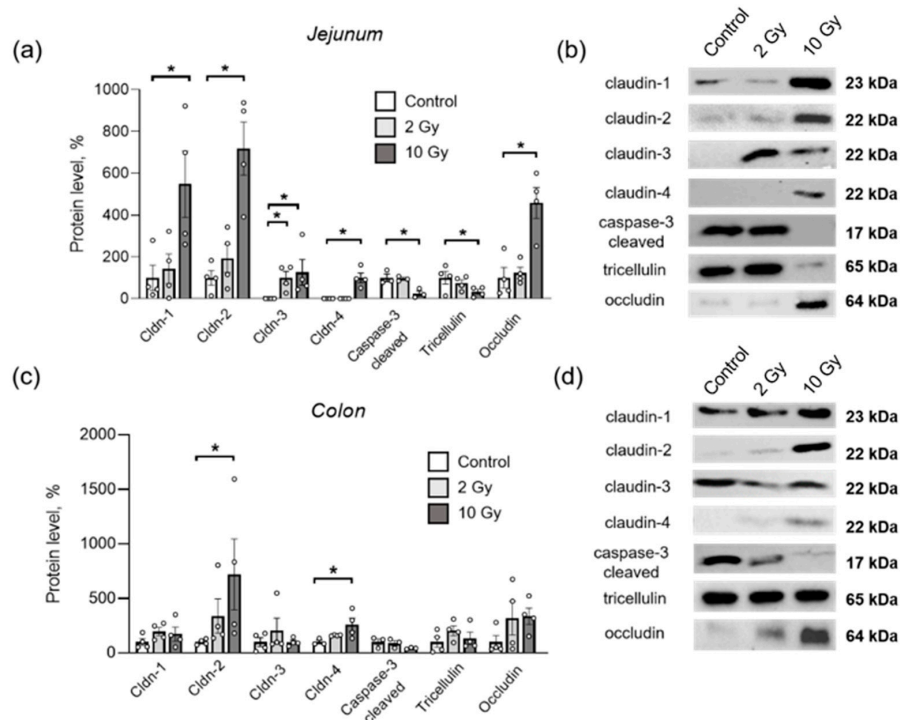 Jejunum
(a)
Protein level, %
1000
800
600
400
200
0
* * * * * * * *
Control
2 Gy
10 Gy
Cldn-1 Cldn-2 Cldn-3 Cldn-4 Caspase-3 cleaved Tricellulin Occludin
(b)
Control 2 Gy 10 Gy
claudin-1 23 kDa
claudin-2 22 kDa
claudin-3 22 kDa
claudin-4 22 kDa
caspase-3
cleaved 17 kDa
tricellulin 65 kDa
occludin 64 kDa
(c)
Colon
Protein level, %
2000
1500
1000
500
0
* *
Control
2 Gy
10 Gy
Cldn-1 Cldn-2 Cldn-3 Cldn-4 Caspase-3 cleaved Tricellulin Occludin
(d)
Control 2 Gy 10 Gy
claudin-1 23 kDa
claudin-2 22 kDa
claudin-3 22 kDa
claudin-4 22 kDa
caspase-3
cleaved 17 kDa
tricellulin 65 kDa
occludin 64 kDa